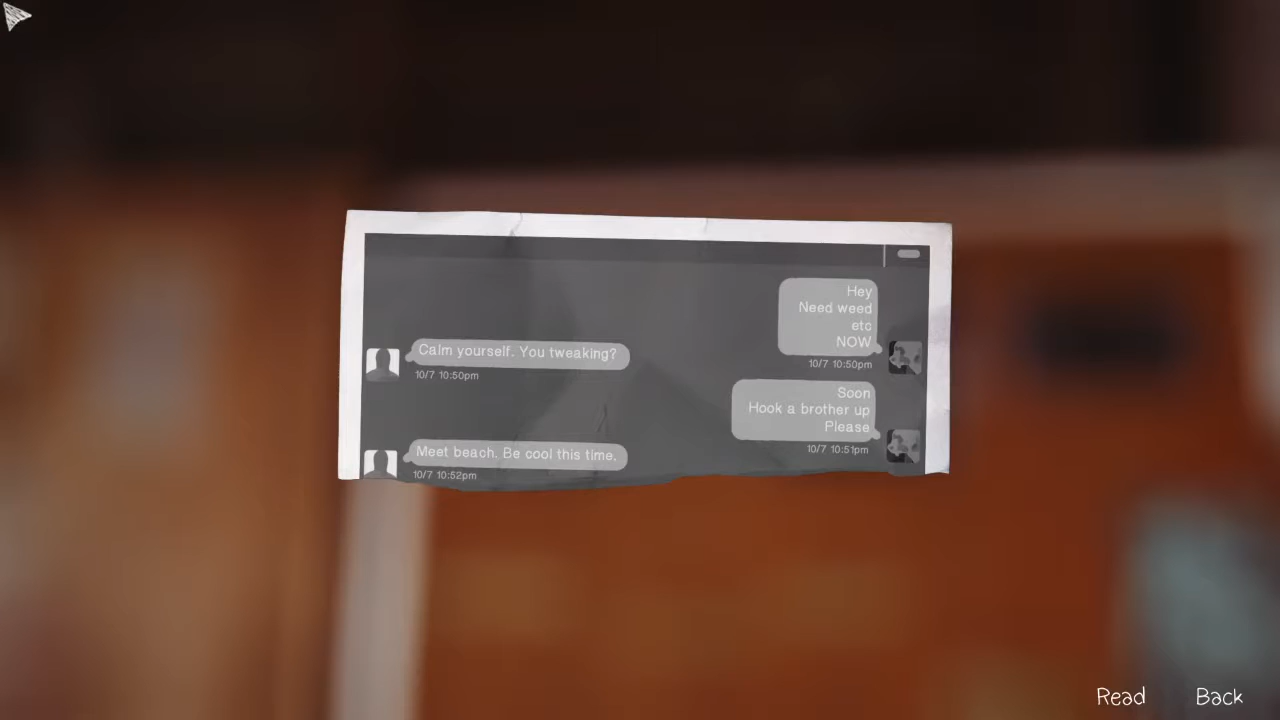 Hey
Need weed
etc
NOW
10/7 10:50pm
Calm yourself. You tweaking?
10/7 10:50pm
Soon
Hook a brother up
Please
10/7 10:51pm
Meet beach. Be cool this time.
10/7 10:52pm
Read Back